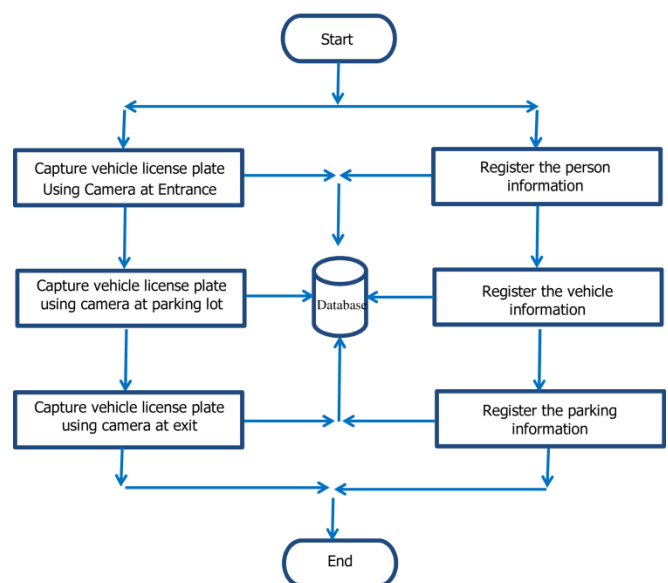 Start
Capture vehicle license plate
Using Camera at Entrance
Register the person
information
Capture vehicle license plate
using camera at parking lot
Database
Register the vehicle
information
Capture vehicle license plate
using camera at exit
Register the parking
information
End